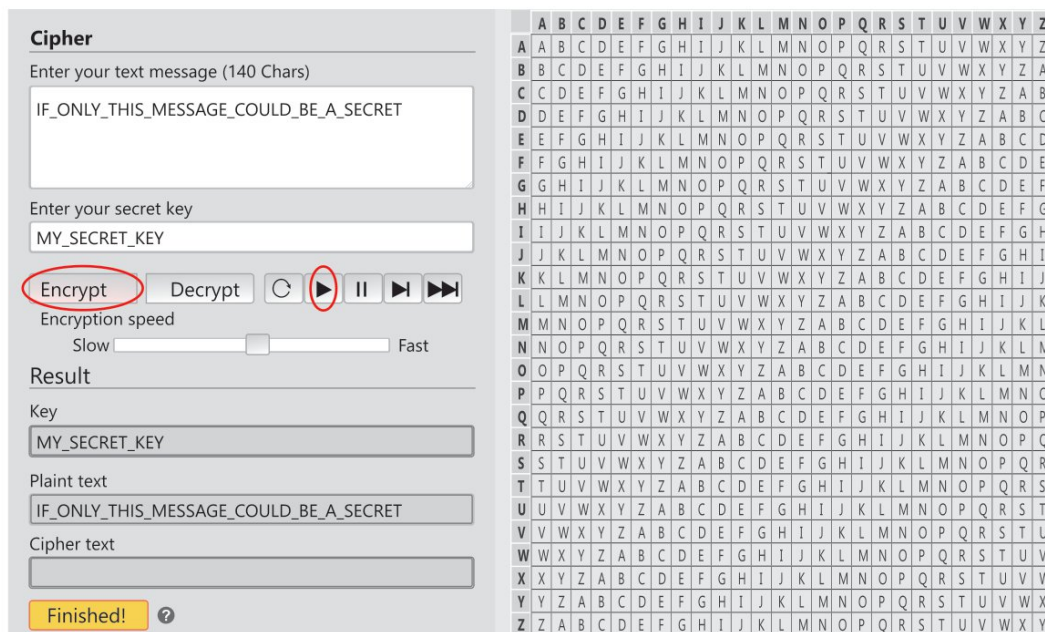 Cipher
Enter your text message (140 Chars)
IF_ONLY_THIS_MESSAGE_COULD_BE_A_SECRET
Enter your secret key
MY_SECRET_KEY
Encrypt Decrypt
Encryption speed
Slow Fast
Result
Key
MY_SECRET_KEY
Plaint text
IF_ONLY_THIS_MESSAGE_COULD_BE_A_SECRET
Cipher text
Finished! ?
A B C D E F G H I J K L M N O P Q R S T U V W X Y Z
A A B C D E F G H I J K L M N O P Q R S T U V W X Y Z
B B C D E F G H I J K L M N O P Q R S T U V W X Y Z A
C C D E F G H I J K L M N O P Q R S T U V W X Y Z A B
D D E F G H I J K L M N O P Q R S T U V W X Y Z A B C
E E F G H I J K L M N O P Q R S T U V W X Y Z A B C D
F F G H I J K L M N O P Q R S T U V W X Y Z A B C D E
G G H I J K L M N O P Q R S T U V W X Y Z A B C D E F
H H I J K L M N O P Q R S T U V W X Y Z A B C D E F G
I I J K L M N O P Q R S T U V W X Y Z A B C D E F G H
J J K L M N O P Q R S T U V W X Y Z A B C D E F G H I
K K L M N O P Q R S T U V W X Y Z A B C D E F G H I J
L L M N O P Q R S T U V W X Y Z A B C D E F G H I J K
M M N O P Q R S T U V W X Y Z A B C D E F G H I J K L
N N O P Q R S T U V W X Y Z A B C D E F G H I J K L M
O O P Q R S T U V W X Y Z A B C D E F G H I J K L M N
P P Q R S T U V W X Y Z A B C D E F G H I J K L M N O
Q Q R S T U V W X Y Z A B C D E F G H I J K L M N O P
R R S T U V W X Y Z A B C D E F G H I J K L M N O P Q
S S T U V W X Y Z A B C D E F G H I J K L M N O P Q R
T T U V W X Y Z A B C D E F G H I J K L M N O P Q R S
U U V W X Y Z A B C D E F G H I J K L M N O P Q R S T
V V W X Y Z A B C D E F G H I J K L M N O P Q R S T U
W W X Y Z A B C D E F G H I J K L M N O P Q R S T U V
X X Y Z A B C D E F G H I J K L M N O P Q R S T U V W
Y Y Z A B C D E F G H I J K L M N O P Q R S T U V W X
Z Z A B C D E F G H I J K L M N O P Q R S T U V W X Y